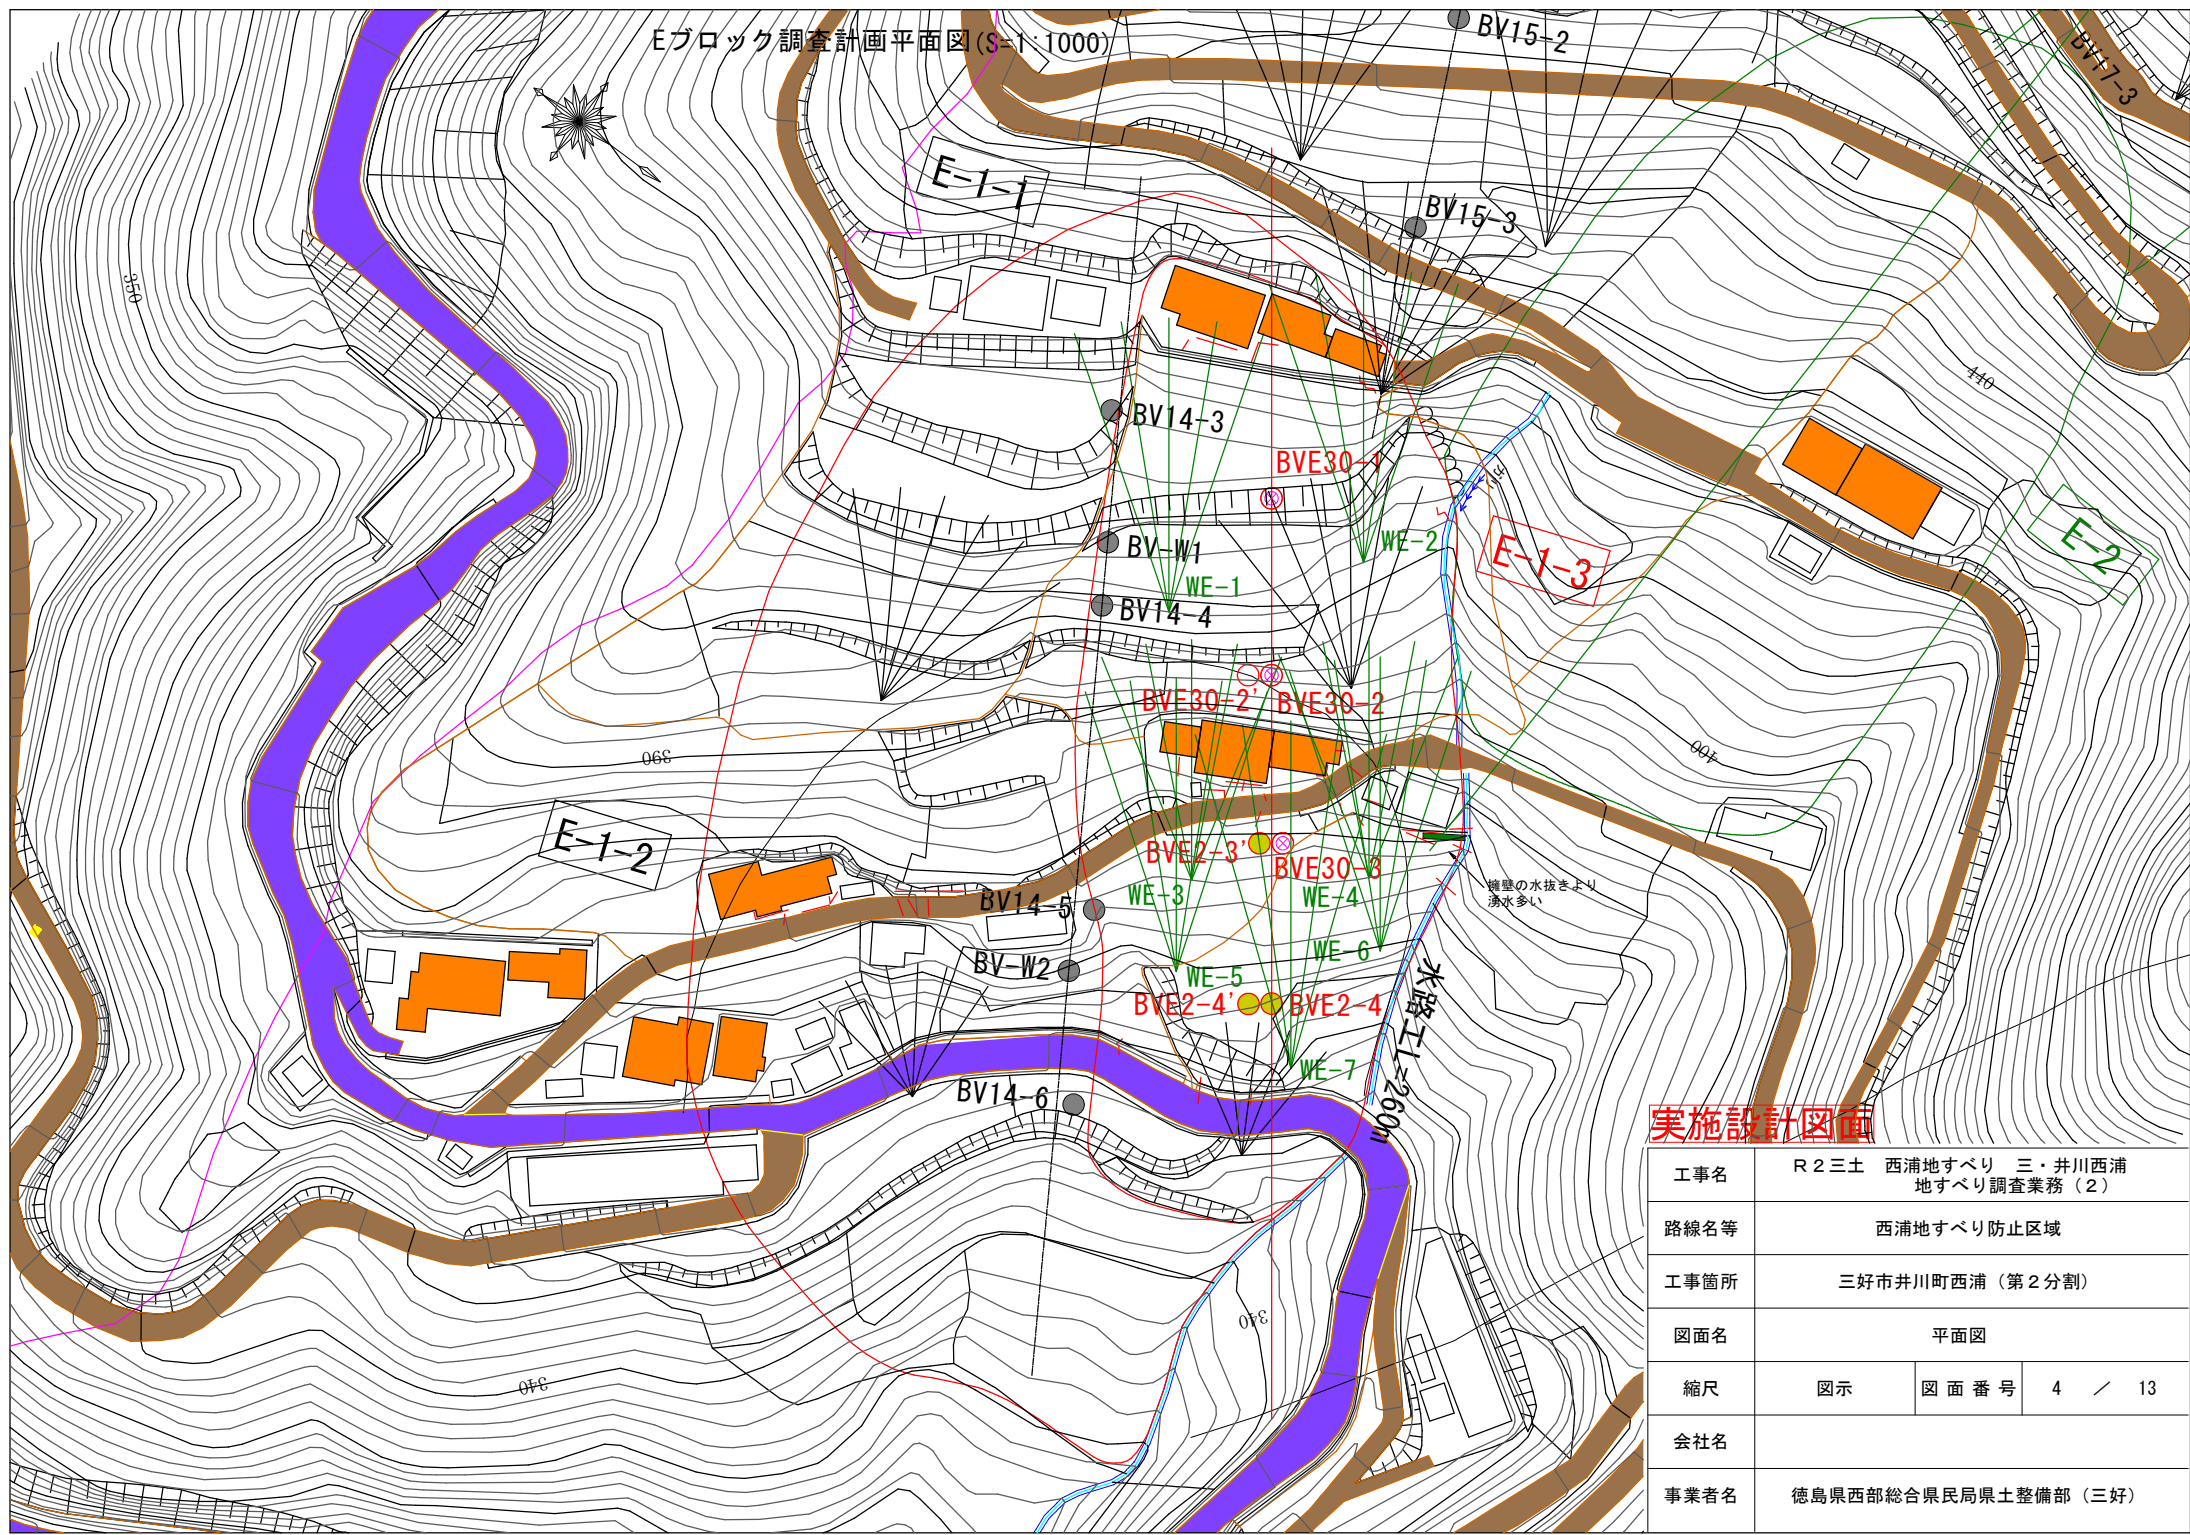 Eブロック調査計画平面図(S=1:1000)
BV15-2
BV17-3
E-1-1
BV15-3
350
440
BV14-3
BVE30-1
BV-W1
WE-2
E-1-3
E-2
WE-1
BV14-4
BVE30-2'
BVE30-2
390
400
E-1-2
BVE2-3'
BVE30-3
擁壁の水抜きより
湧水多い
WE-3
WE-4
BV14-5
WE-6
BV-W2
WE-5
BVE2-4'
BVE2-4
水路工L=260m
WE-7
BV14-6
340
340
実施設計図面
工事名 R2三土 西浦地すべり 三・井川西浦
地すべり調査業務(2)
路線名等 西浦地すべり防止区域
工事箇所 三好市井川町西浦(第2分割)
図面名 平面図
縮尺 図示 図面番号 4 / 13
会社名
事業者名 徳島県西部総合県民局県土整備部(三好)